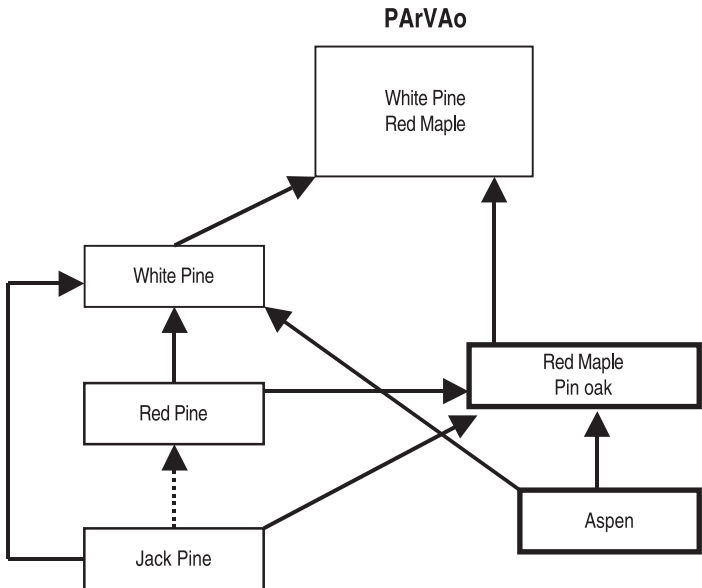 PArVAo
White Pine
Red Maple
White Pine
Red Maple
Pin oak
Red Pine
Aspen
Jack Pine